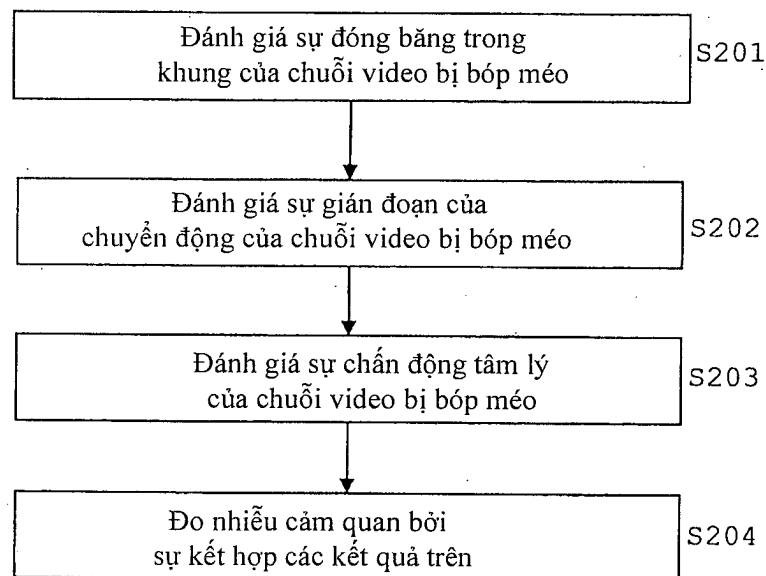 Đánh giá sự đóng băng trong
khung của chuỗi video bị bóp méo
S201
Đánh giá sự gián đoạn của
chuyển động của chuỗi video bị bóp méo
S202
Đánh giá sự chấn động tâm lý
của chuỗi video bị bóp méo
S203
Đo nhiễu cảm quan bởi
sự kết hợp các kết quả trên
S204